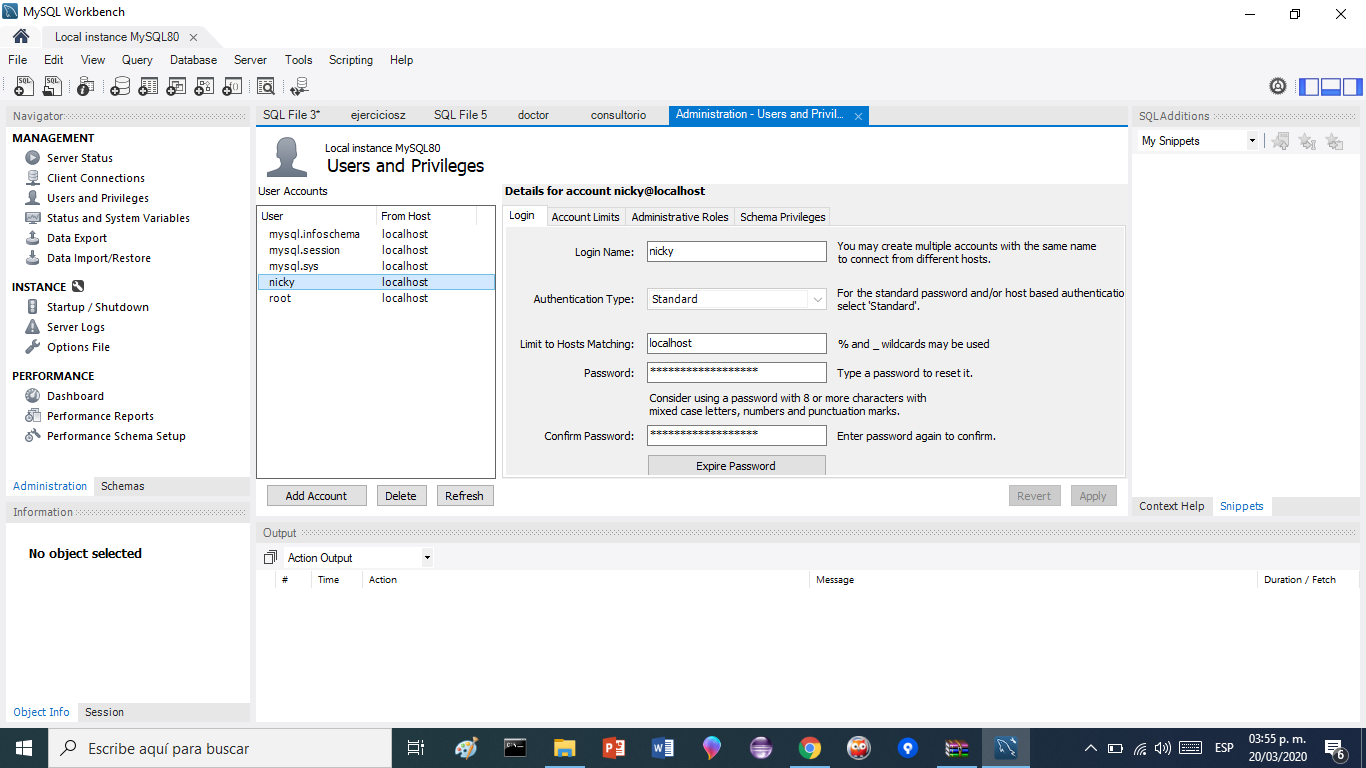 MySQL Workbench
Local instance MySQL80
File Edit View Query Database Server Tools Scripting Help
Navigator
MANAGEMENT
Server Status
Client Connections
Users and Privileges
Status and System Variables
Data Export
Data Import/Restore
INSTANCE
Startup / Shutdown
Server Logs
Options File
PERFORMANCE
Dashboard
Performance Reports
Performance Schema Setup
Administration Schemas
Information
No object selected
Object Info Session
SQL File 3* ejerciciosz SQL File 5 doctor consultorio Administration - Users and Privil...
Local instance MySQL80
Users and Privileges
User Accounts
User From Host
mysql.infoschema localhost
mysql.session localhost
mysql.sys localhost
nicky localhost
root localhost
Add Account Delete Refresh
Details for account nicky@localhost
Login Account Limits Administrative Roles Schema Privileges
Login Name: nicky You may create multiple accounts with the same name
to connect from different hosts.
Authentication Type: Standard For the standard password and/or host based authenticatio
select 'Standard'.
Limit to Hosts Matching: localhost % and _ wildcards may be used
Password: ****************** Type a password to reset it.
Consider using a password with 8 or more characters with
mixed case letters, numbers and punctuation marks.
Confirm Password: ****************** Enter password again to confirm.
Expire Password
Revert Apply
SQLAdditions
My Snippets
Context Help Snippets
Output
Action Output
# Time Action Message Duration / Fetch
Escribe aquí para buscar
ESP
03:55 p. m.
20/03/2020
6